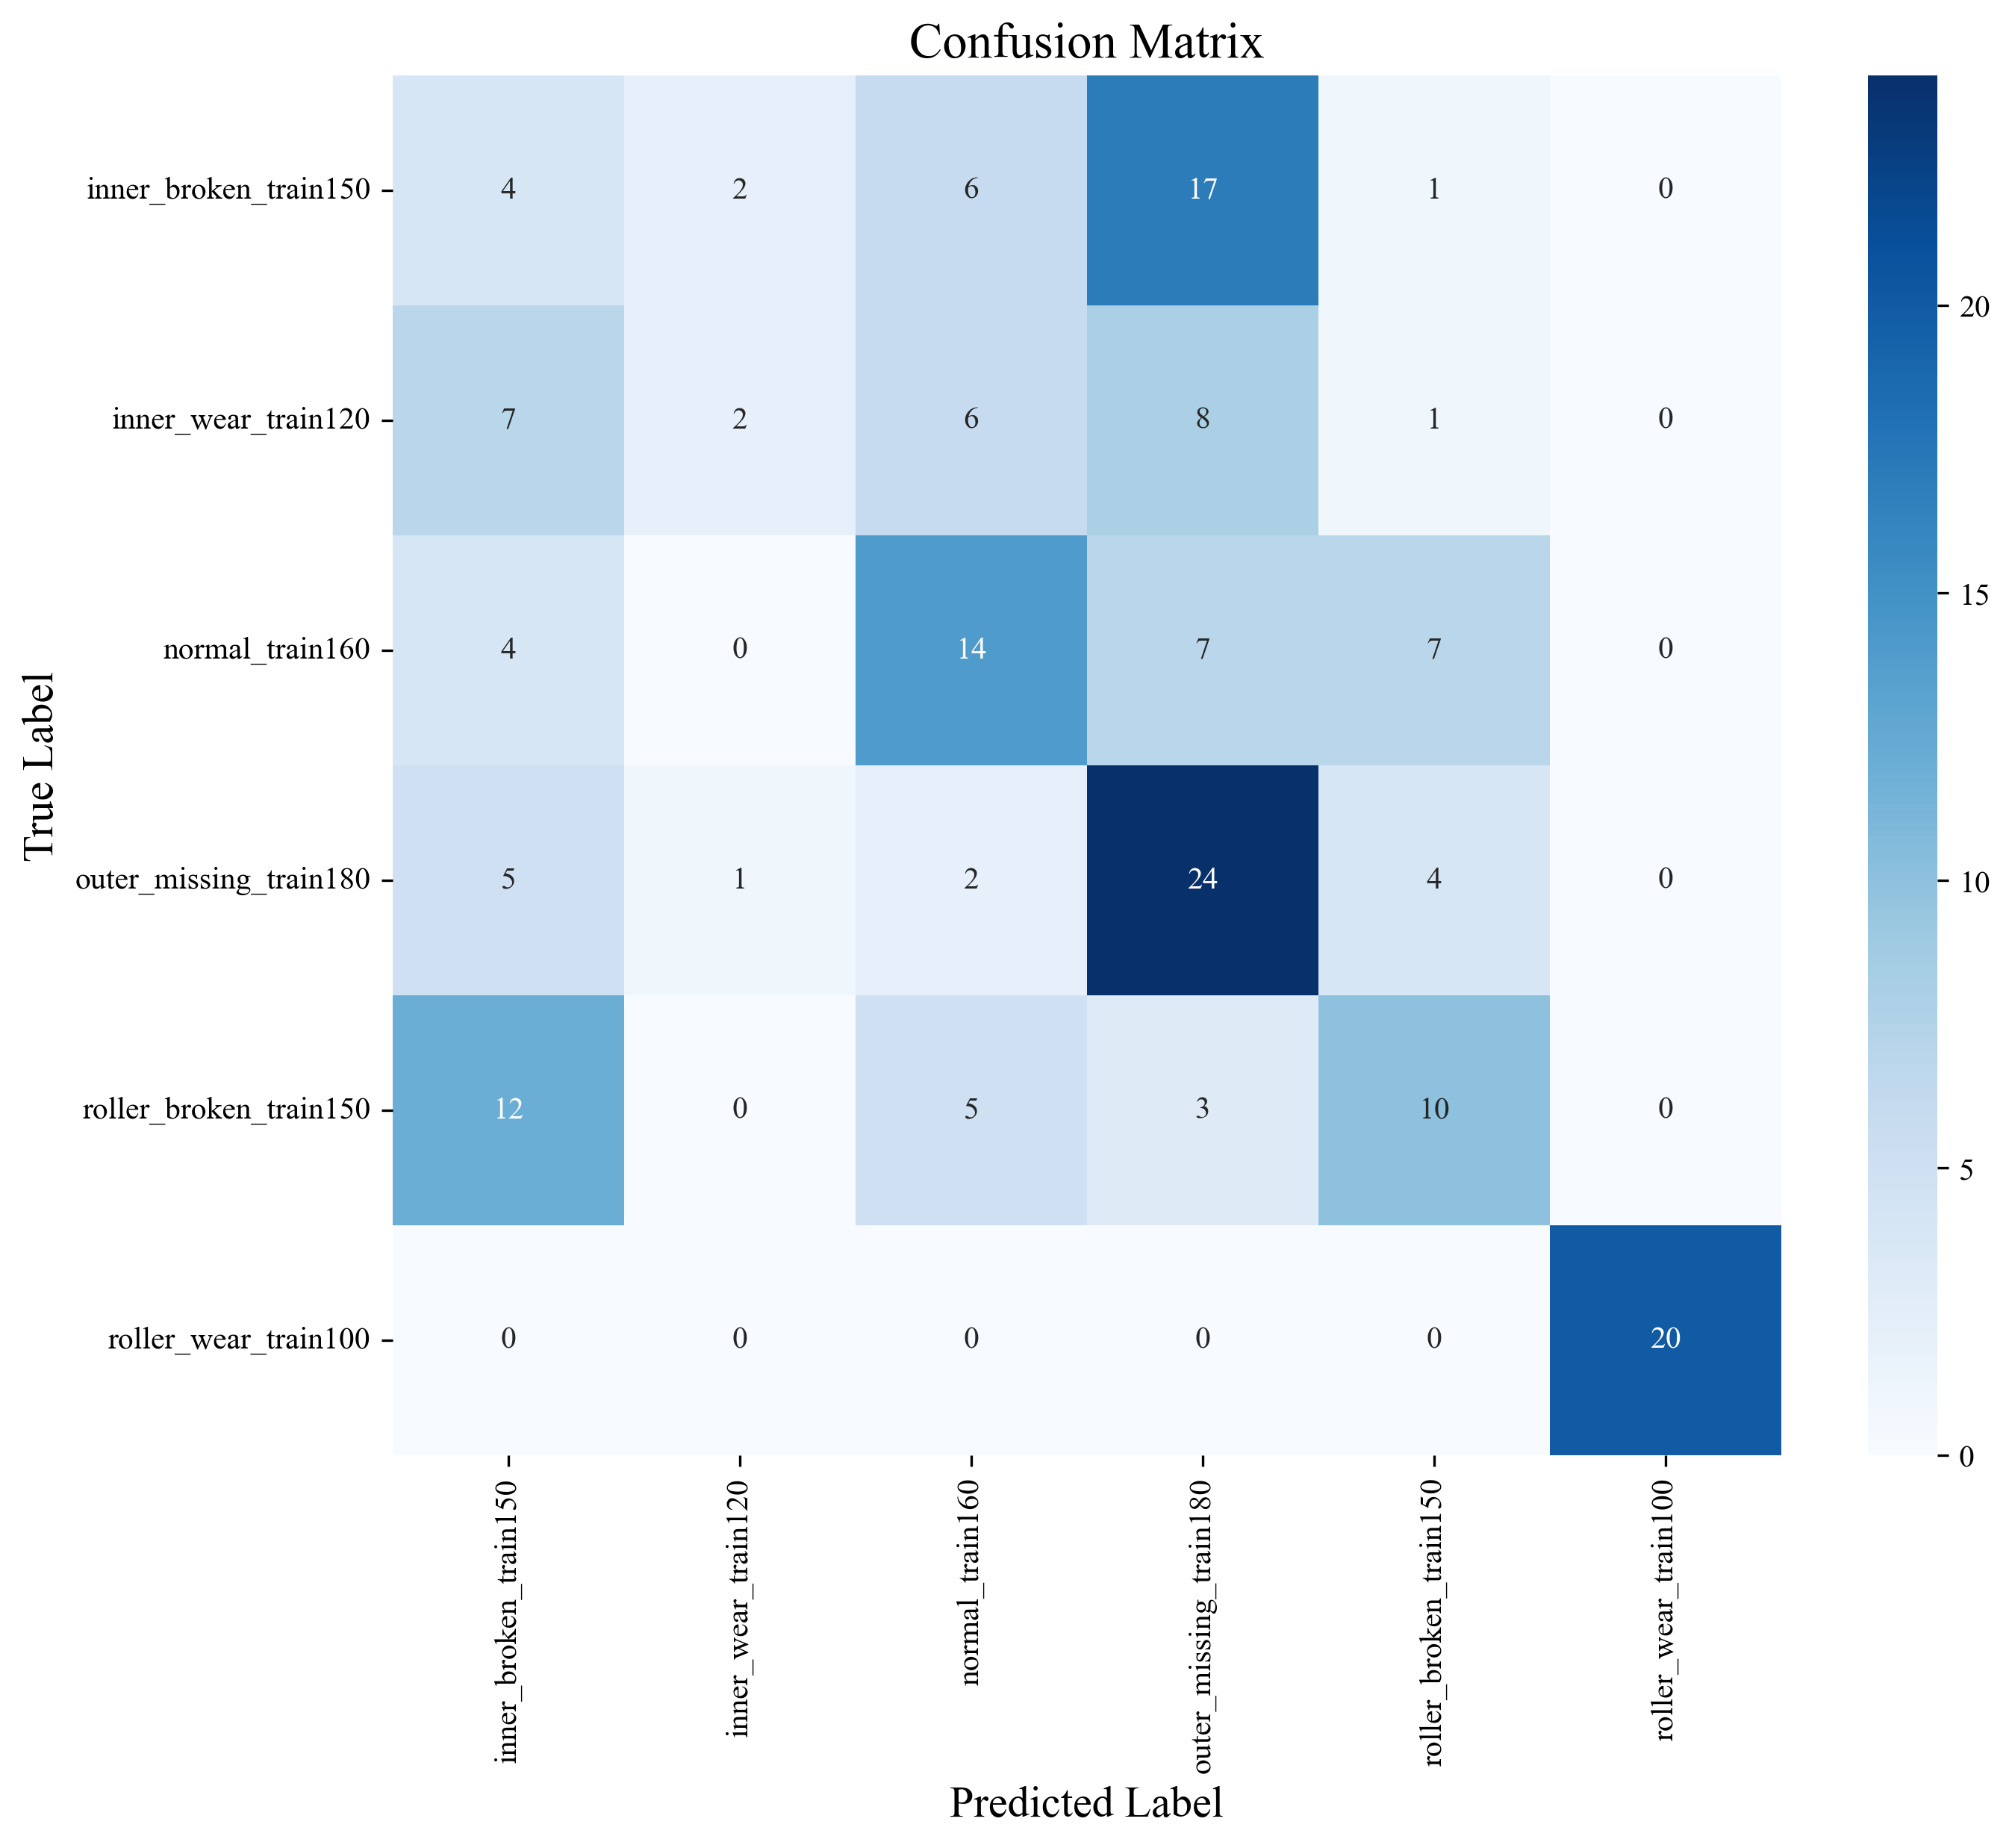 Confusion Matrix
True Label
inner_broken_train150 4 2 6 17 1 0
inner_wear_train120 7 2 6 8 1 0
normal_train160 4 0 14 7 7 0
outer_missing_train180 5 1 2 24 4 0
roller_broken_train150 12 0 5 3 10 0
roller_wear_train100 0 0 0 0 0 20
inner_broken_train150
inner_wear_train120
normal_train160
outer_missing_train180
roller_broken_train150
roller_wear_train100
Predicted Label
20
15
10
5
0